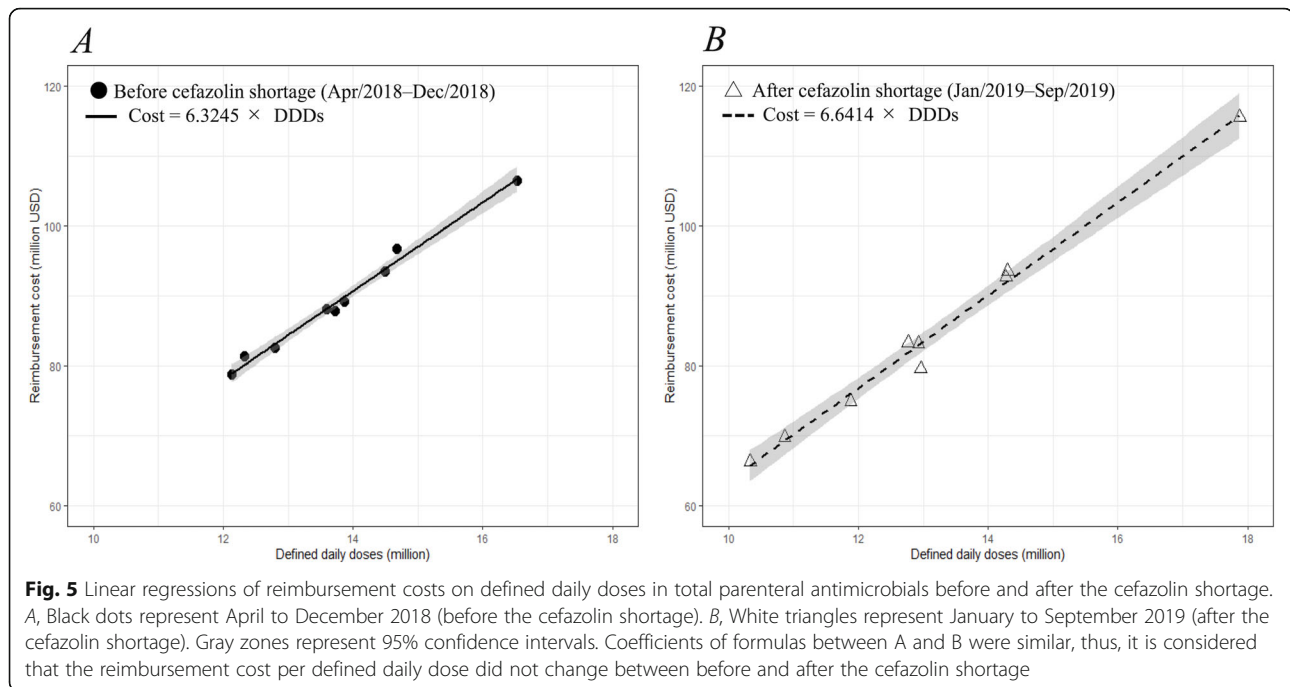 A
● Before cefazolin shortage (Apr/2018–Dec/2018)
Cost = 6.3245 × DDDs
120
100
80
60
Reimbursement cost (million USD)
10 12 14 16 18
Defined daily doses (million)
B
△ After cefazolin shortage (Jan/2019–Sep/2019)
Cost = 6.6414 × DDDs
120
100
80
60
Reimbursement cost (million USD)
10 12 14 16 18
Defined daily doses (million)
Fig. 5 Linear regressions of reimbursement costs on defined daily doses in total parenteral antimicrobials before and after the cefazolin shortage.
A, Black dots represent April to December 2018 (before the cefazolin shortage). B, White triangles represent January to September 2019 (after the
cefazolin shortage). Gray zones represent 95% confidence intervals. Coefficients of formulas between A and B were similar, thus, it is considered
that the reimbursement cost per defined daily dose did not change between before and after the cefazolin shortage